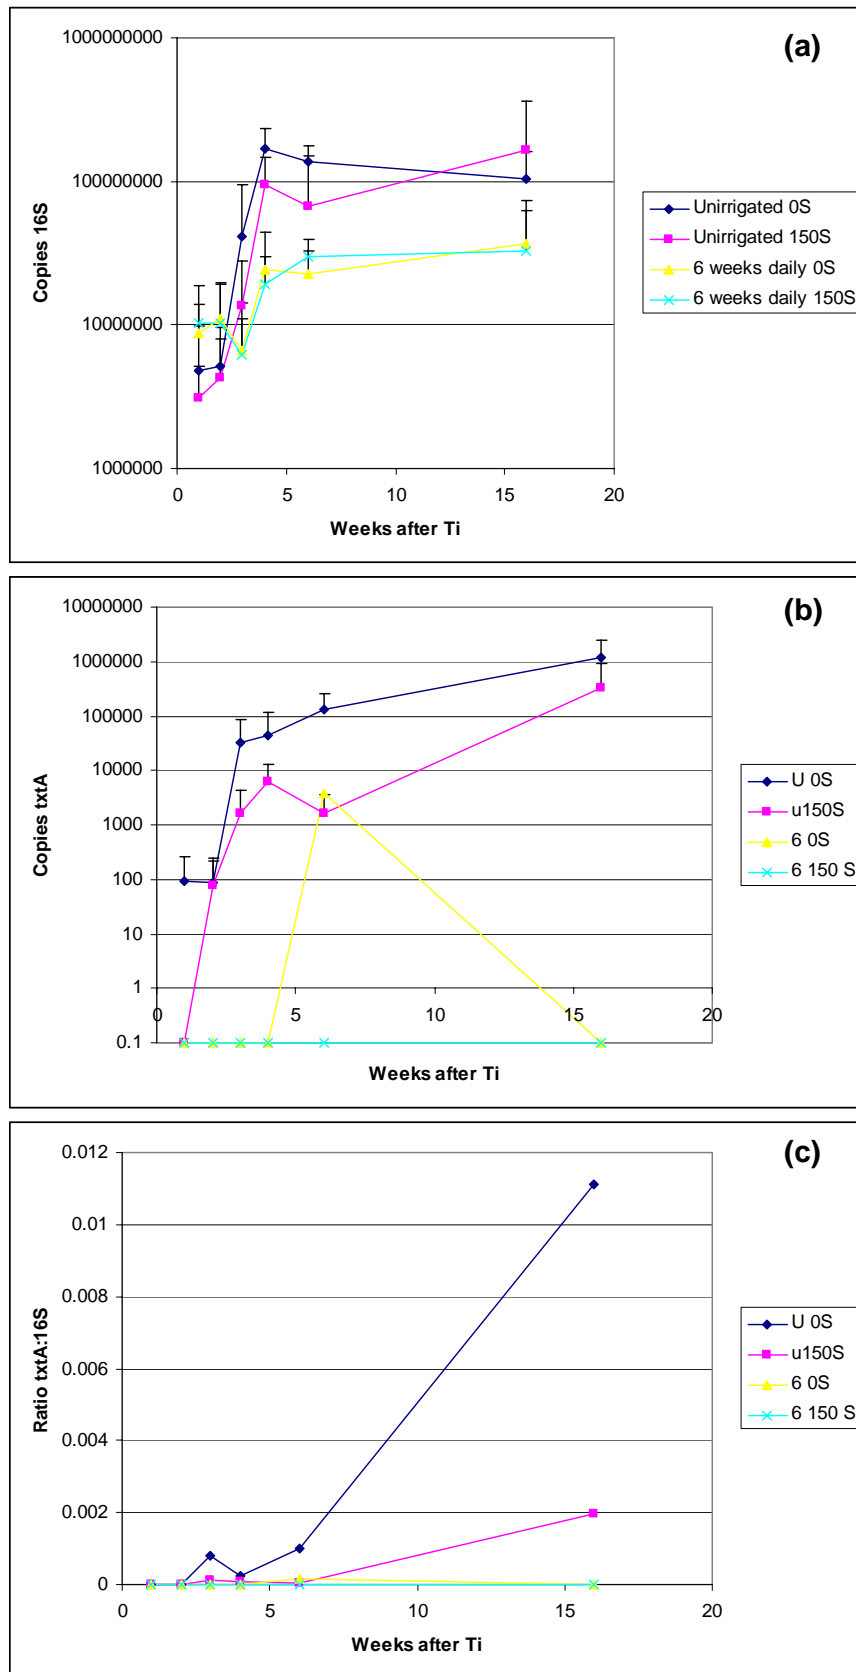 (a)
1000000000
100000000
10000000
1000000
Copies 16S
0 5 10 15 20
Weeks after Ti
Unirrigated 0S
Unirrigated 150S
6 weeks daily 0S
6 weeks daily 150S
(b)
10000000
1000000
100000
10000
1000
100
10
1
0.1
Copies txtA
0 5 10 15 20
Weeks after Ti
U 0S
u150S
6 0S
6 150 S
(c)
0.012
0.01
0.008
0.006
0.004
0.002
0
Ratio txtA:16S
0 5 10 15 20
Weeks after Ti
U 0S
u150S
6 0S
6 150 S